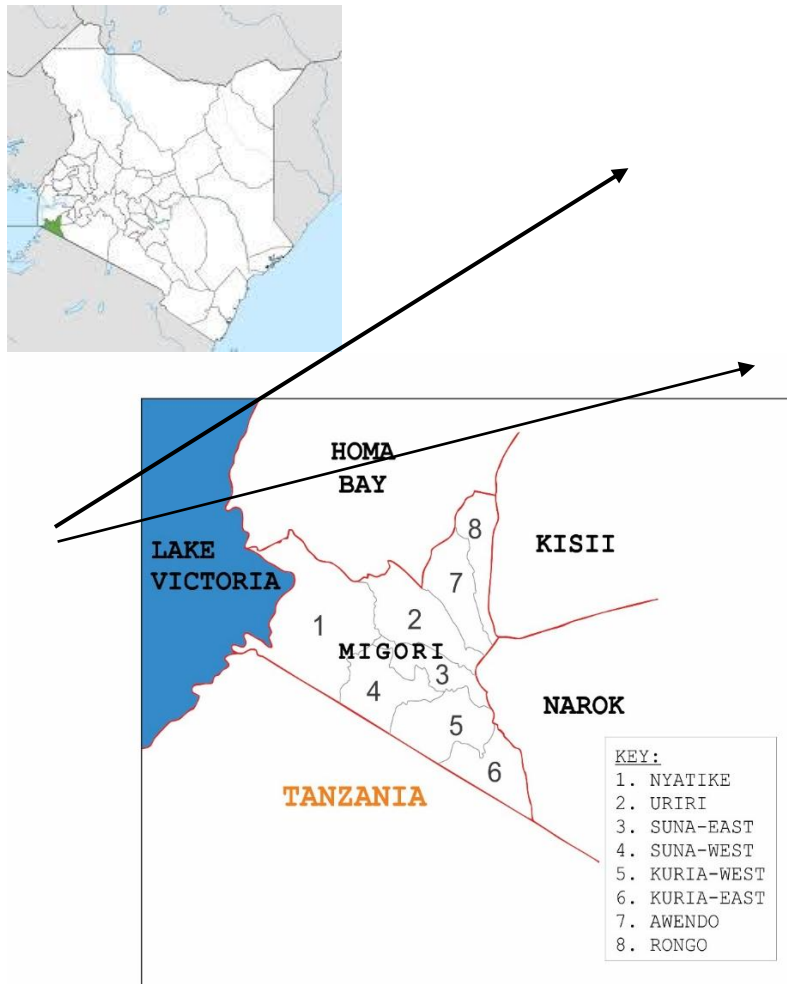 HOMA
BAY
8
KISII
LAKE
VICTORIA
7
1
2
MIGORI
3
4
NAROK
5
6
TANZANIA
KEY:
1. NYATIKE
2. URIRI
3. SUNA-EAST
4. SUNA-WEST
5. KURIA-WEST
6. KURIA-EAST
7. AWENDO
8. RONGO